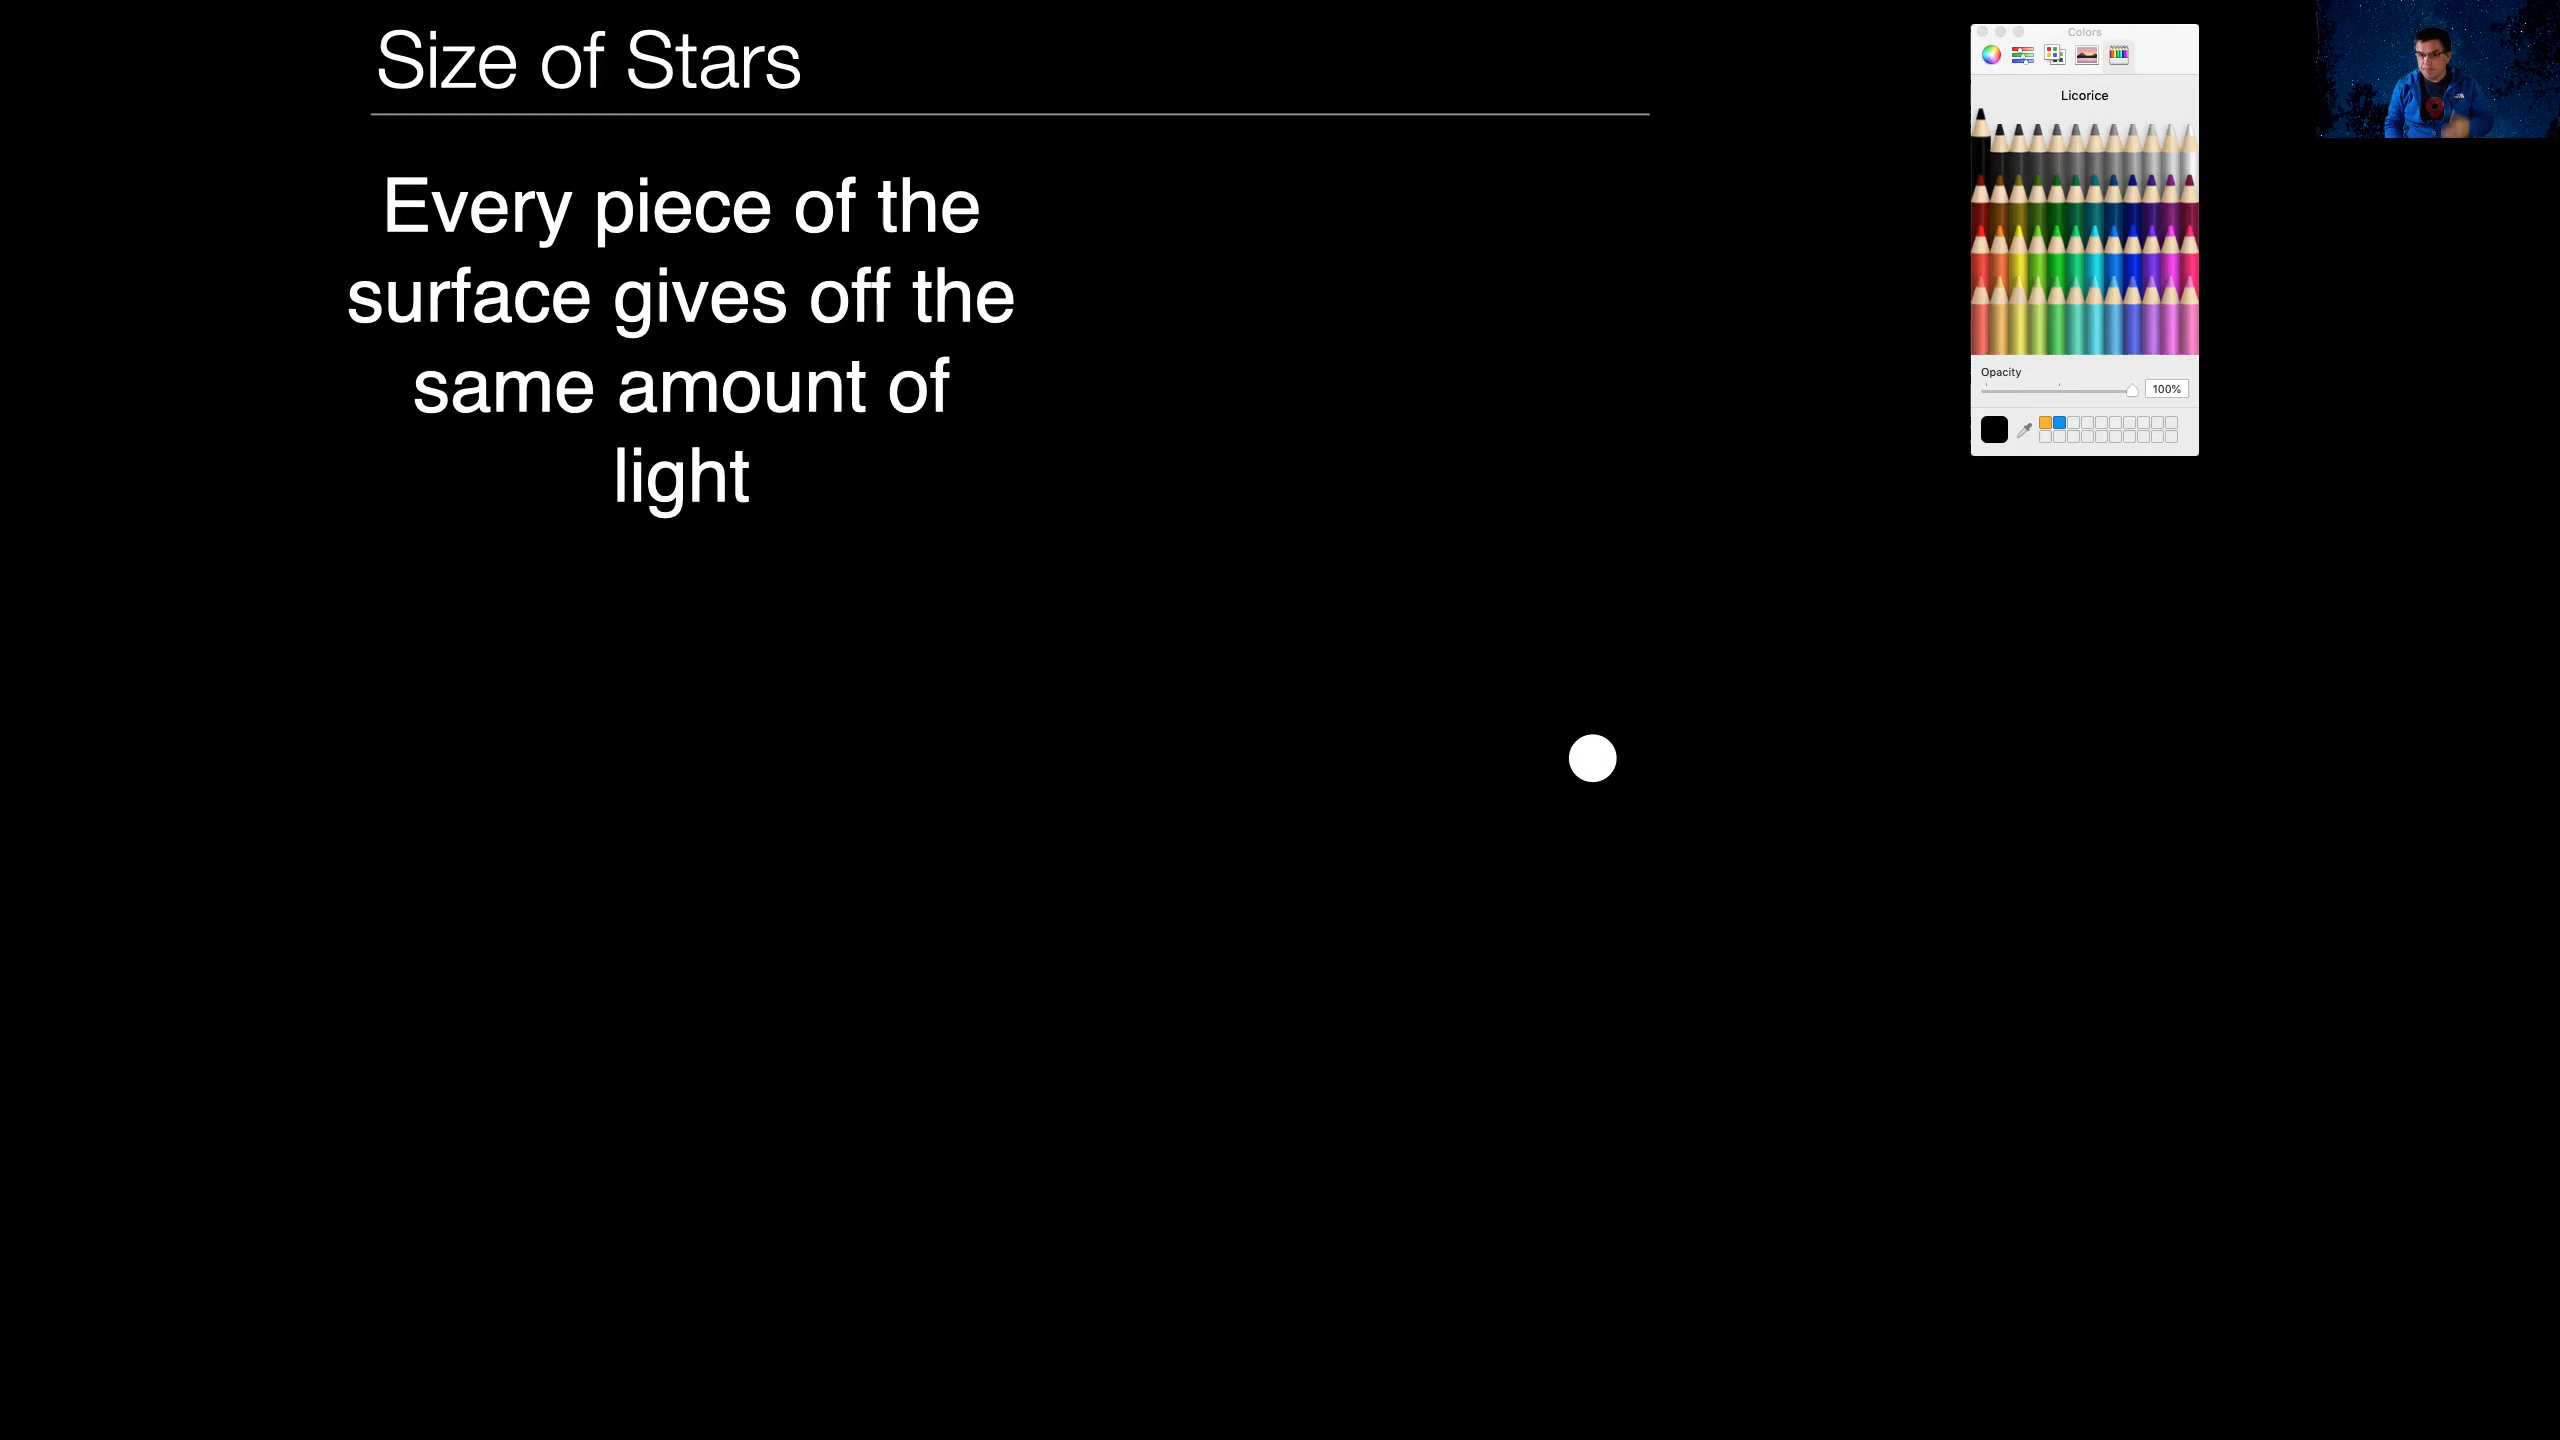 Size of Stars
Every piece of the
surface gives off the
same amount of
light
Colors
Licorice
Opacity
100%